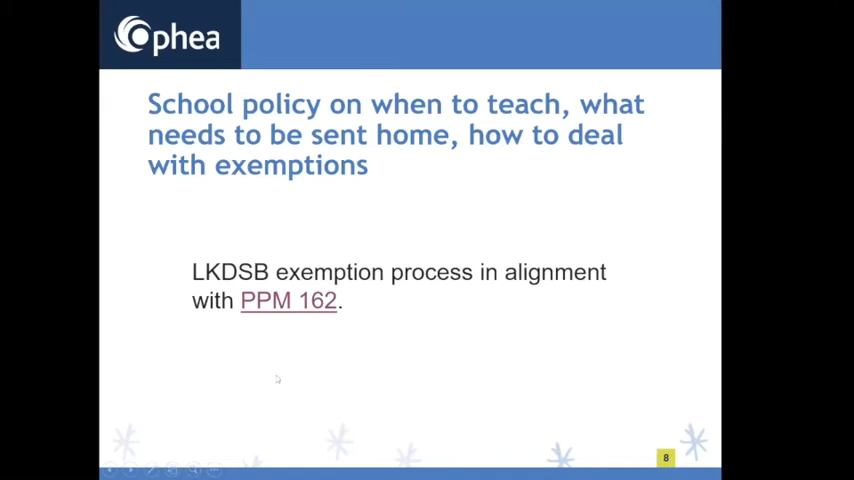 Ophea
School policy on when to teach, what
needs to be sent home, how to deal
with exemptions
LKDSB exemption process in alignment
with PPM 162.
8